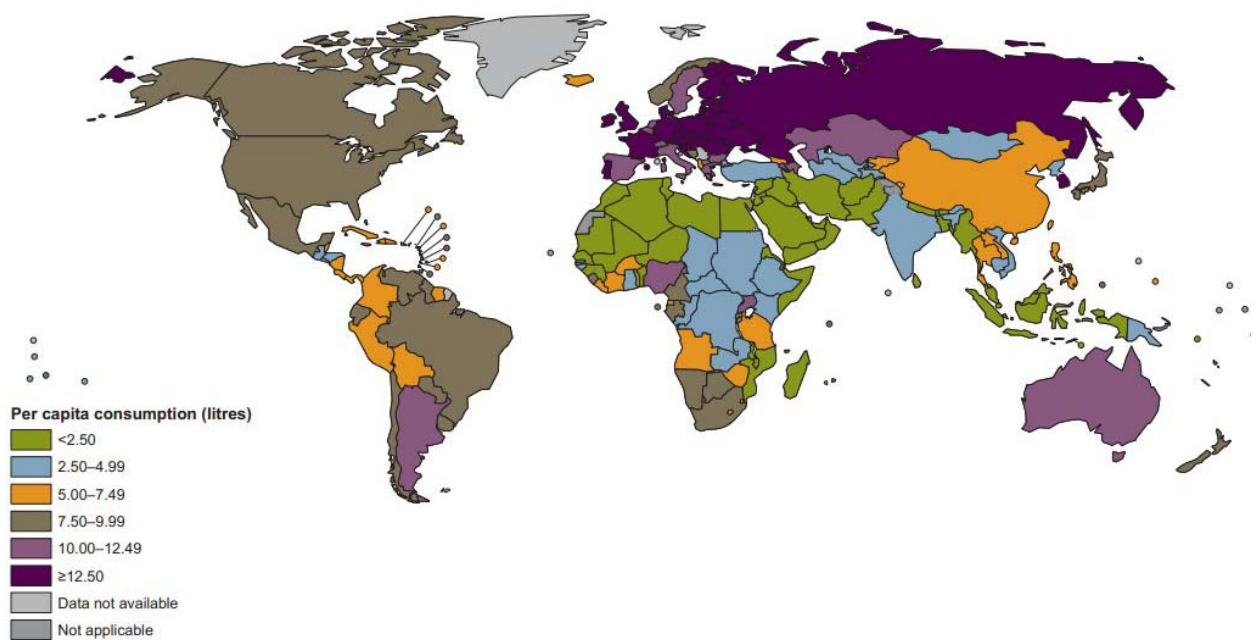 Per capita consumption (litres)
<2.50
2.50–4.99
5.00–7.49
7.50–9.99
10.00–12.49
≥12.50
Data not available
Not applicable